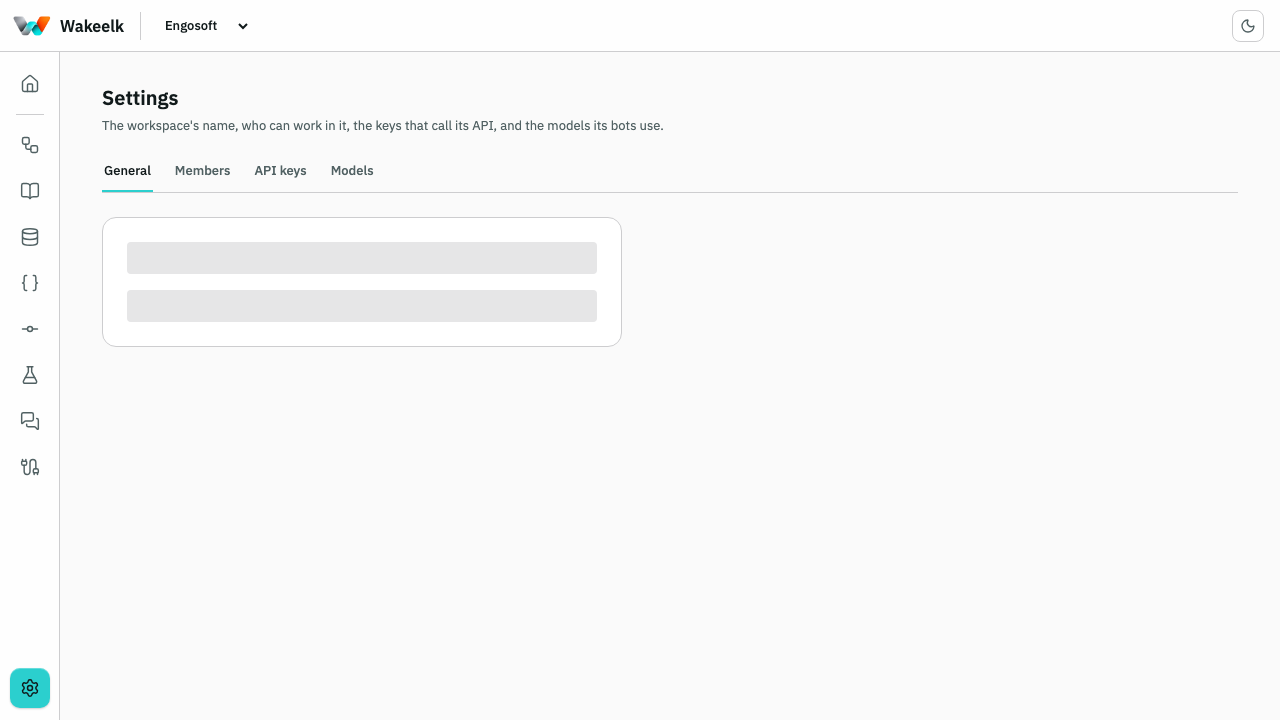 Wakeelk
Engosoft
Settings
The workspace's name, who can work in it, the keys that call its API, and the models its bots use.
General
Members
API keys
Models